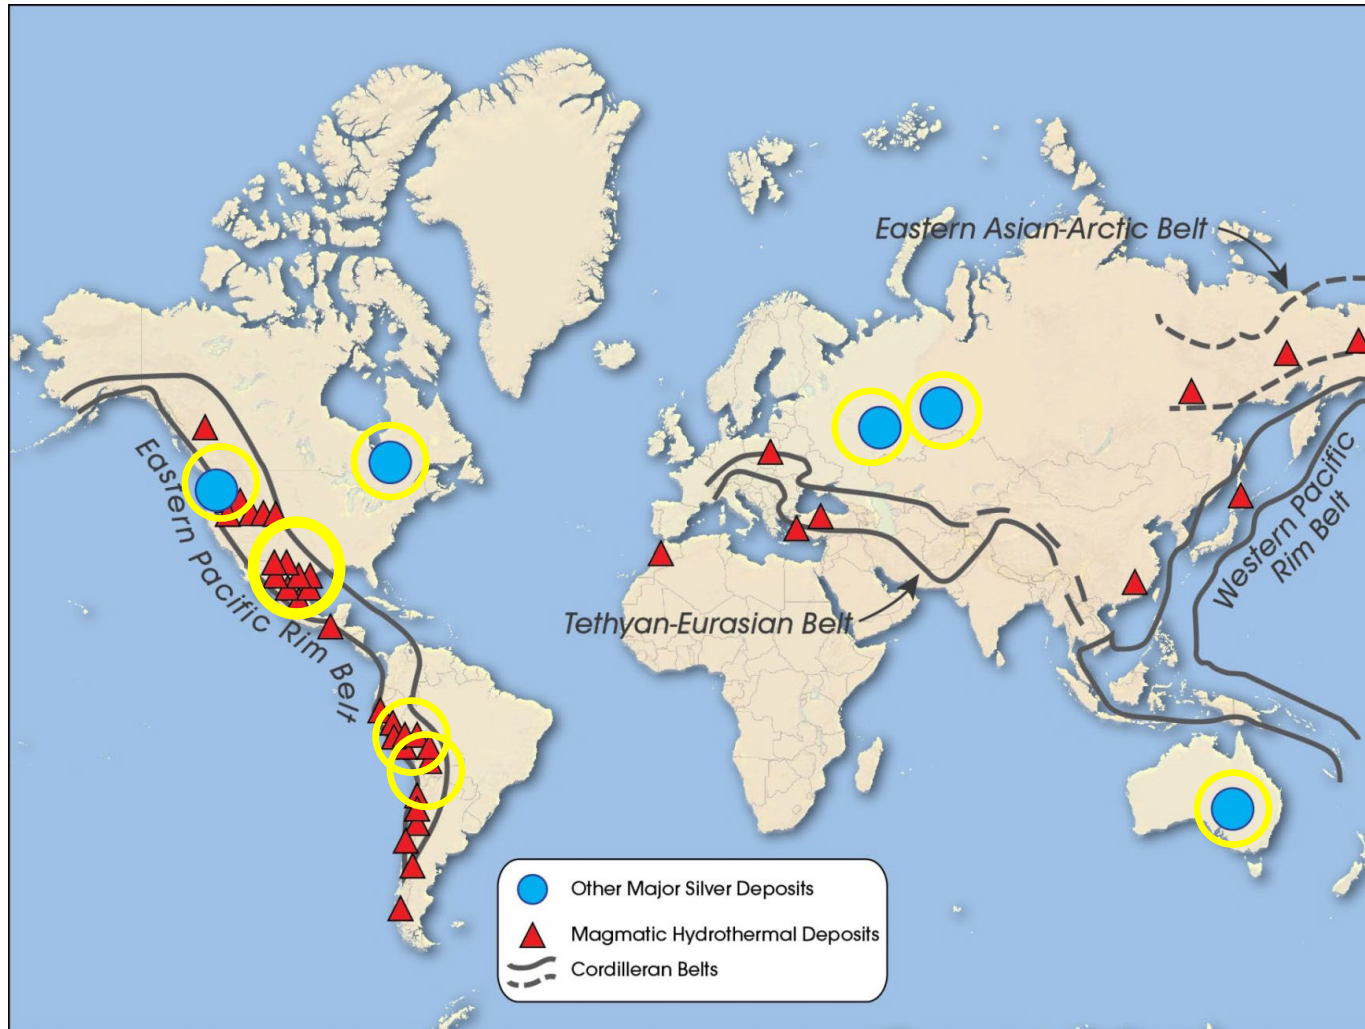 Eastern Asian-Arctic Belt
Eastern Pacific Rim Belt
Western Pacific
Rim Belt
Tethyan-Eurasian Belt
Other Major Silver Deposits
Magmatic Hydrothermal Deposits
Cordilleran Belts